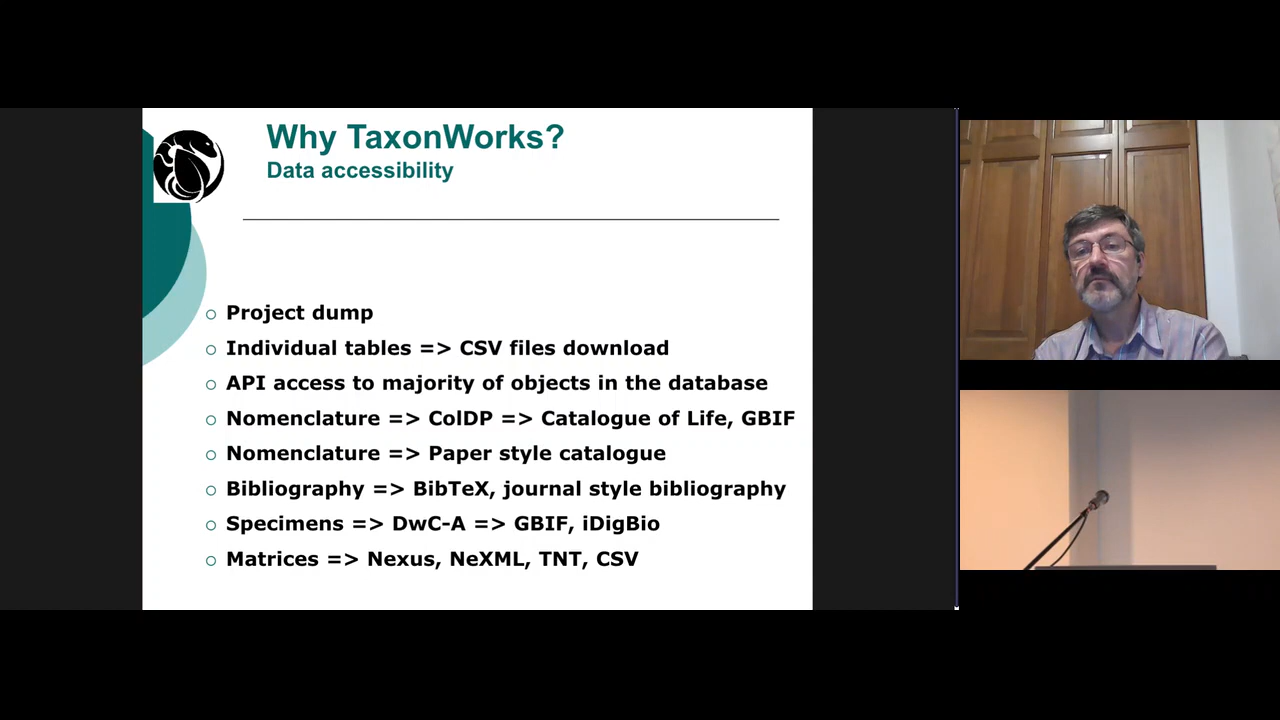 Why TaxonWorks?
Data accessibility
Project dump
Individual tables => CSV files download
API access to majority of objects in the database
Nomenclature => ColDP => Catalogue of Life, GBIF
Nomenclature => Paper style catalogue
Bibliography => BibTeX, journal style bibliography
Specimens => DwC-A => GBIF, iDigBio
Matrices => Nexus, NeXML, TNT, CSV